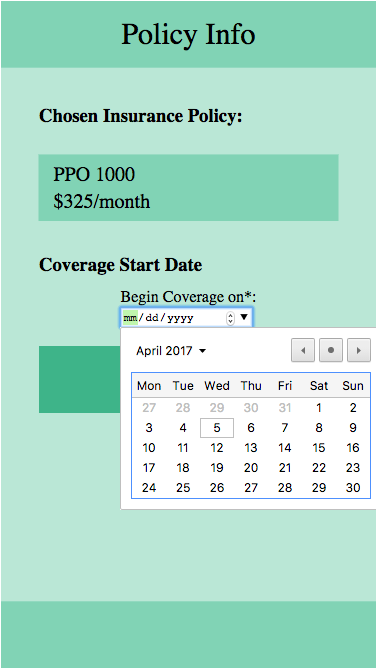 Policy Info
Chosen Insurance Policy:
PPO 1000
$325/month
Coverage Start Date
Begin Coverage on*:
mm/dd/yyyy
April 2017
Mon Tue Wed Thu Fri Sat Sun
27 28 29 30 31 1 2
3 4 5 6 7 8 9
10 11 12 13 14 15 16
17 18 19 20 21 22 23
24 25 26 27 28 29 30